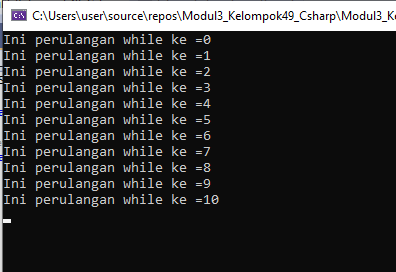 C:\Users\user\source\repos\Modul3_Kelompok49_Csharp\Modul3_Ke
Ini perulangan while ke =0
Ini perulangan while ke =1
Ini perulangan while ke =2
Ini perulangan while ke =3
Ini perulangan while ke =4
Ini perulangan while ke =5
Ini perulangan while ke =6
Ini perulangan while ke =7
Ini perulangan while ke =8
Ini perulangan while ke =9
Ini perulangan while ke =10